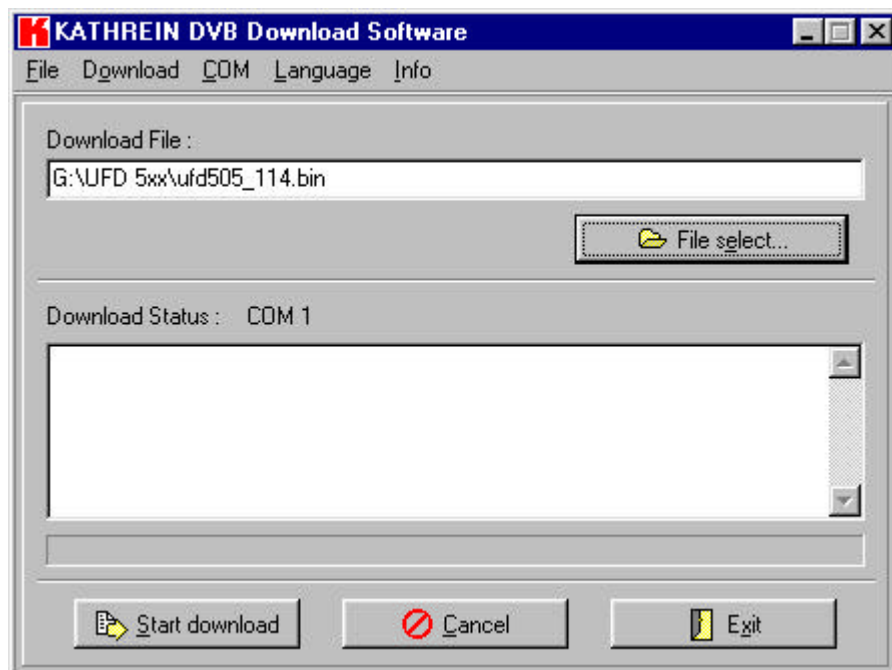 KATHREIN DVB Download Software
File Download COM Language Info
Download File :
G:\UFD 5xx\ufd505_114.bin
File select...
Download Status : COM 1
Start download Cancel Exit